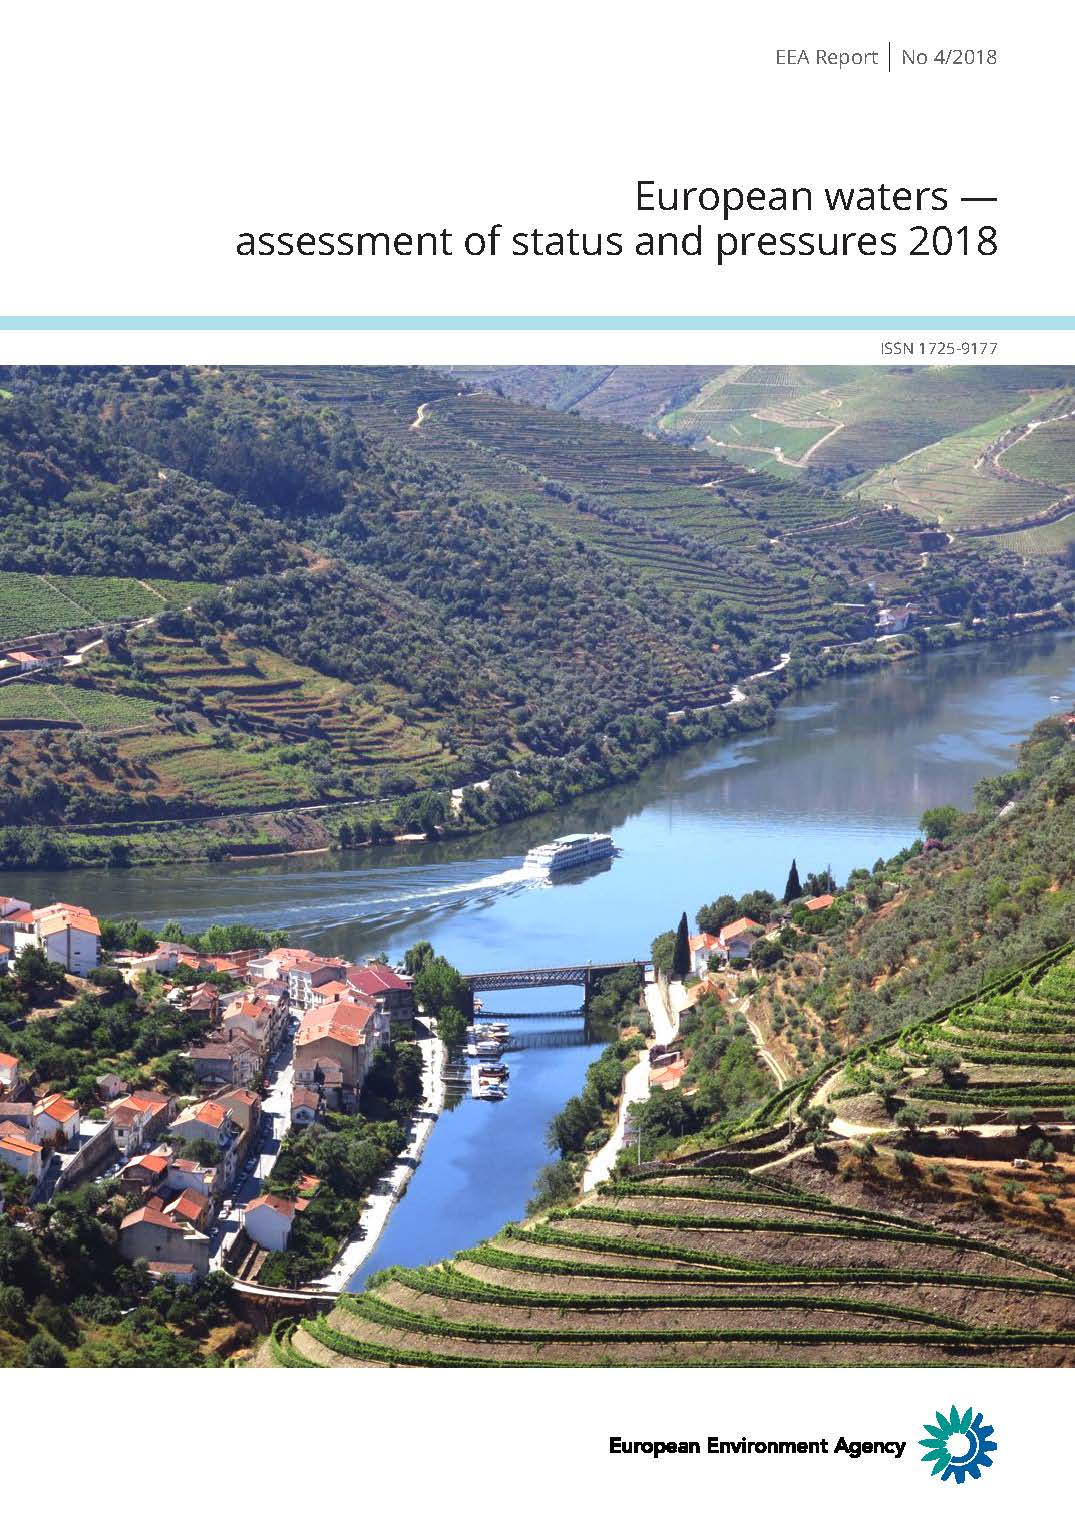 EEA Report | No 4/2018
European waters —
assessment of status and pressures 2018
ISSN 1725-9177
European Environment Agency